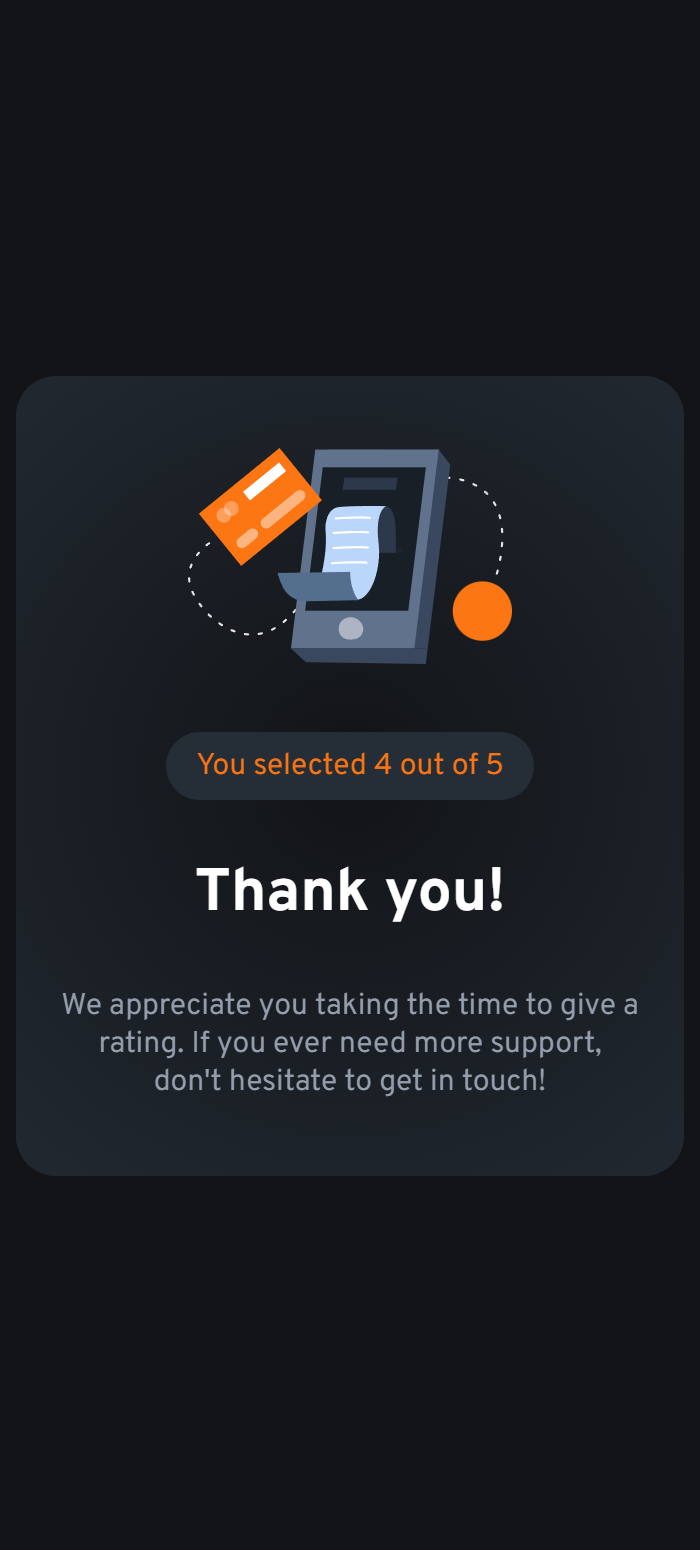 You selected 4 out of 5
Thank you!
We appreciate you taking the time to give a
rating. If you ever need more support,
don't hesitate to get in touch!